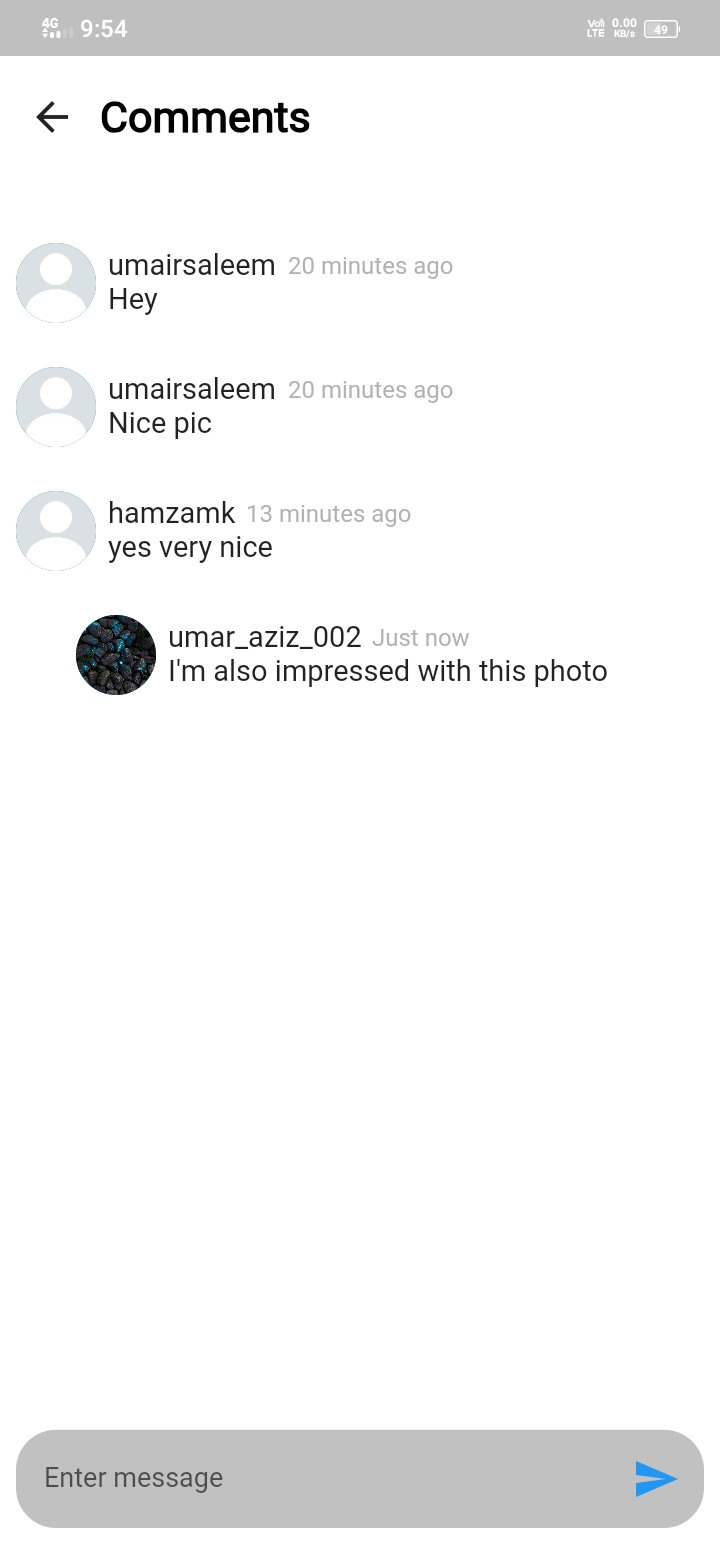 4G 9:54 Vo) LTE 0.00 KB/s 49
Comments
umairsaleem 20 minutes ago
Hey
umairsaleem 20 minutes ago
Nice pic
hamzamk 13 minutes ago
yes very nice
umar_aziz_002 Just now
I'm also impressed with this photo
Enter message